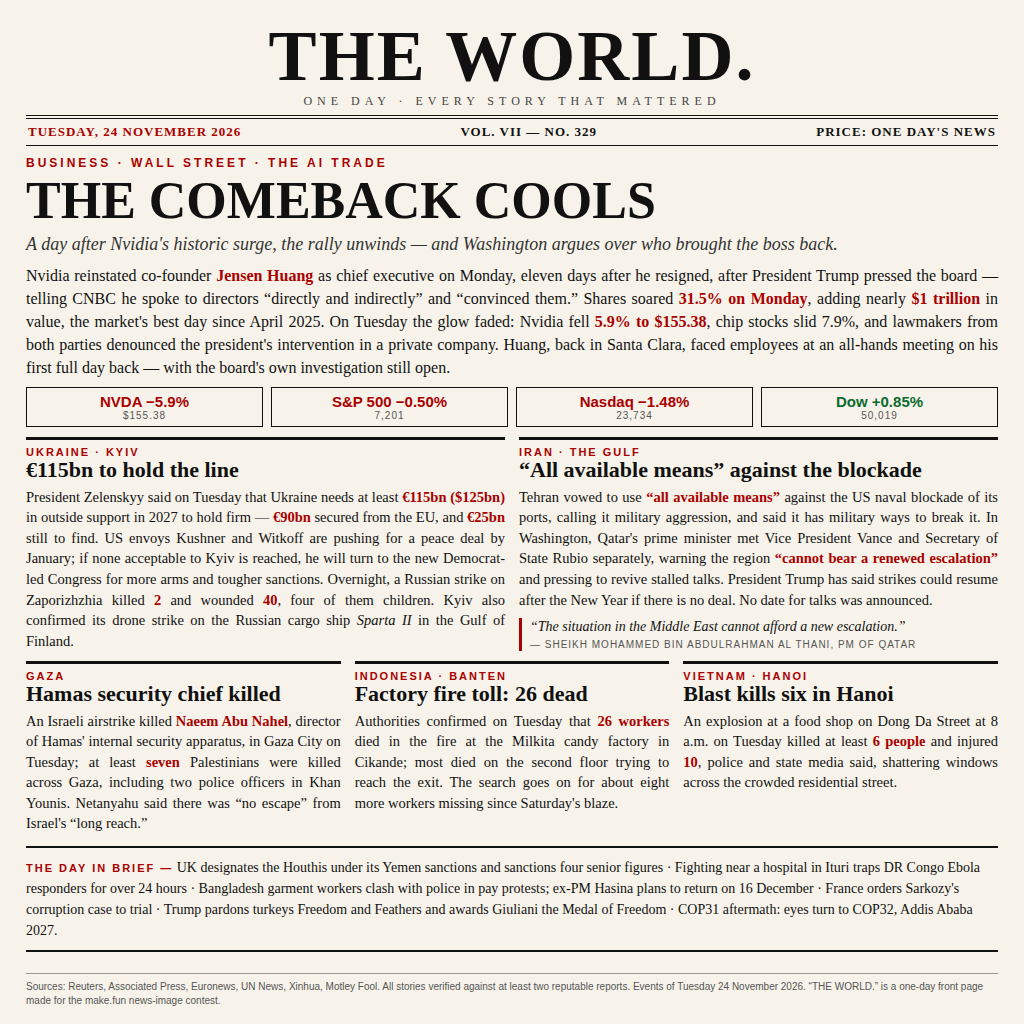 THE WORLD.
ONE DAY · EVERY STORY THAT MATTERED
TUESDAY, 24 NOVEMBER 2026
VOL. VII — NO. 329
PRICE: ONE DAY'S NEWS
BUSINESS · WALL STREET · THE AI TRADE
THE COMEBACK COOLS
A day after Nvidia's historic surge, the rally unwinds — and Washington argues over who brought the boss back.
Nvidia reinstated co-founder Jensen Huang as chief executive on Monday, eleven days after he resigned, after President Trump pressed the board —
telling CNBC he spoke to directors “directly and indirectly” and “convinced them.” Shares soared 31.5% on Monday, adding nearly $1 trillion in
value, the market's best day since April 2025. On Tuesday the glow faded: Nvidia fell 5.9% to $155.38, chip stocks slid 7.9%, and lawmakers from
both parties denounced the president's intervention in a private company. Huang, back in Santa Clara, faced employees at an all-hands meeting on his
first full day back — with the board's own investigation still open.
NVDA −5.9%
$155.38
S&P 500 −0.50%
7,201
Nasdaq −1.48%
23,734
Dow +0.85%
50,019
UKRAINE · KYIV
€115bn to hold the line
President Zelenskyy said on Tuesday that Ukraine needs at least €115bn ($125bn)
in outside support in 2027 to hold firm — €90bn secured from the EU, and €25bn
still to find. US envoys Kushner and Witkoff are pushing for a peace deal by
January; if none acceptable to Kyiv is reached, he will turn to the new Democrat-
led Congress for more arms and tougher sanctions. Overnight, a Russian strike on
Zaporizhzhia killed 2 and wounded 40, four of them children. Kyiv also
confirmed its drone strike on the Russian cargo ship Sparta II in the Gulf of
Finland.
IRAN · THE GULF
“All available means” against the blockade
Tehran vowed to use “all available means” against the US naval blockade of its
ports, calling it military aggression, and said it has military ways to break it. In
Washington, Qatar's prime minister met Vice President Vance and Secretary of
State Rubio separately, warning the region “cannot bear a renewed escalation”
and pressing to revive stalled talks. President Trump has said strikes could resume
after the New Year if there is no deal. No date for talks was announced.
“The situation in the Middle East cannot afford a new escalation.”
— SHEIKH MOHAMMED BIN ABDULRAHMAN AL THANI, PM OF QATAR
GAZA
Hamas security chief killed
An Israeli airstrike killed Naeem Abu Nahel, director
of Hamas' internal security apparatus, in Gaza City on
Tuesday; at least seven Palestinians were killed
across Gaza, including two police officers in Khan
Younis. Netanyahu said there was “no escape” from
Israel's “long reach.”
INDONESIA · BANTEN
Factory fire toll: 26 dead
Authorities confirmed on Tuesday that 26 workers
died in the fire at the Milkita candy factory in
Cikande; most died on the second floor trying to
reach the exit. The search goes on for about eight
more workers missing since Saturday's blaze.
VIETNAM · HANOI
Blast kills six in Hanoi
An explosion at a food shop on Dong Da Street at 8
a.m. on Tuesday killed at least 6 people and injured
10, police and state media said, shattering windows
across the crowded residential street.
THE DAY IN BRIEF — UK designates the Houthis under its Yemen sanctions and sanctions four senior figures · Fighting near a hospital in Ituri traps DR Congo Ebola
responders for over 24 hours · Bangladesh garment workers clash with police in pay protests; ex-PM Hasina plans to return on 16 December · France orders Sarkozy's
corruption case to trial · Trump pardons turkeys Freedom and Feathers and awards Giuliani the Medal of Freedom · COP31 aftermath: eyes turn to COP32, Addis Ababa
2027.
Sources: Reuters, Associated Press, Euronews, UN News, Xinhua, Motley Fool. All stories verified against at least two reputable reports. Events of Tuesday 24 November 2026. “THE WORLD.” is a one-day front page
made for the make.fun news-image contest.